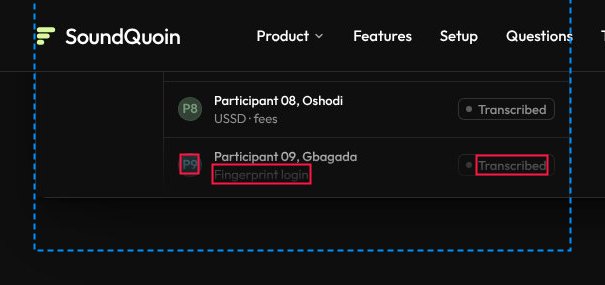 SoundQuoin Product Features Setup Questions
P8 Participant 08, Oshodi Transcribed
USSD · fees
P9 Participant 09, Gbagada Transcribed
Fingerprint login